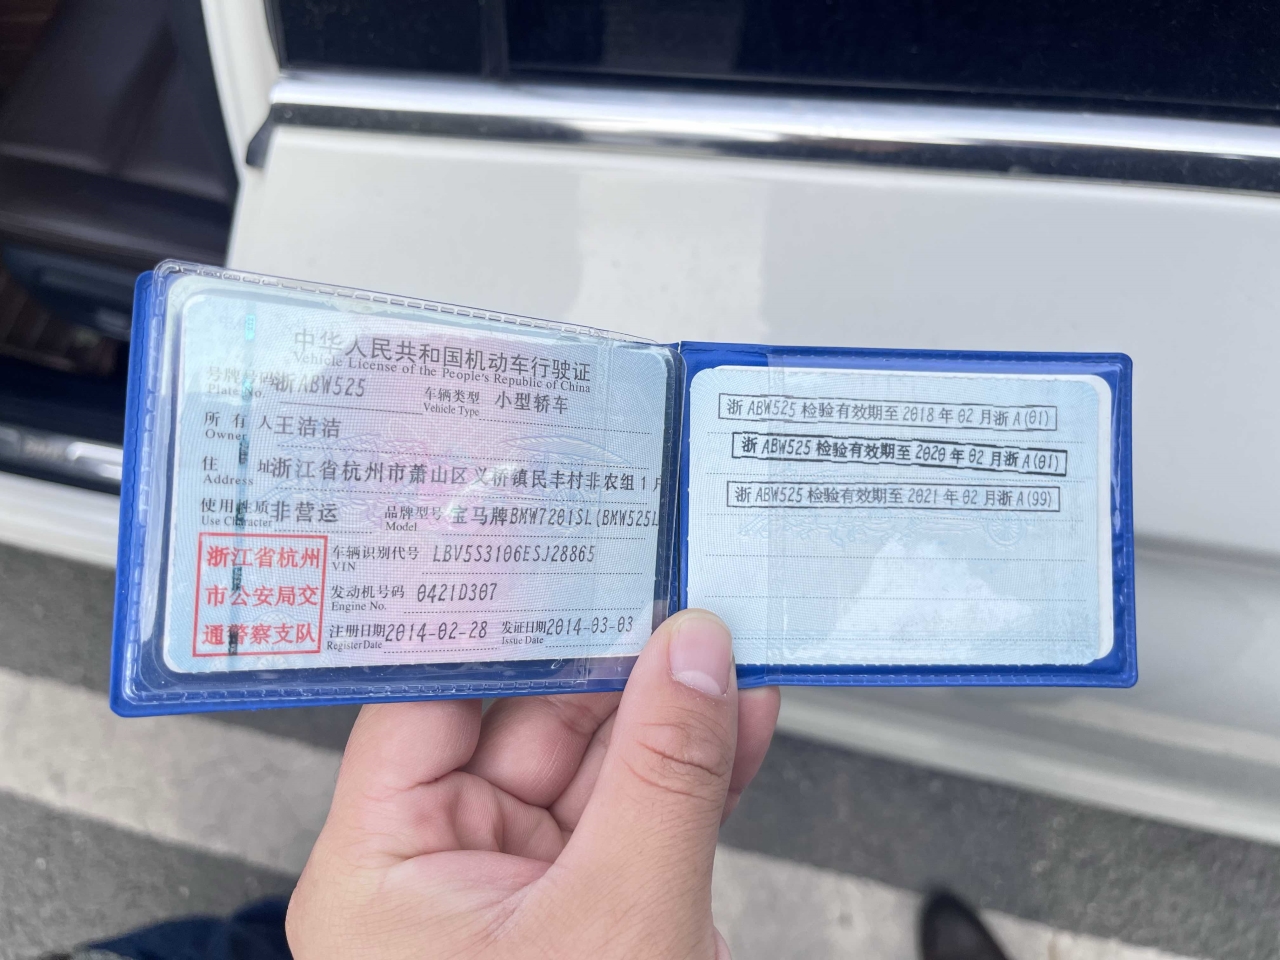 中华人民共和国机动车行驶证
Vehicle License of the People's Republic of China
号牌号码 浙ABW525 车辆类型 小型轿车
Plate No. Vehicle Type
所有人 王洁洁
Owner
住址 浙江省杭州市萧山区义桥镇民丰村非农组1户
Address
使用性质 非营运 品牌型号 宝马牌BMW7201SL(BMW525L
Use Character Model
浙江省杭州
市公安局交
通警察支队
车辆识别代号 LBV5S3106ESJ28865
VIN
发动机号码 0421D307
Engine No.
注册日期 2014-02-28 发证日期 2014-03-03
Register Date Issue Date
浙ABW525检验有效期至2018年02月浙A(01)
浙ABW525检验有效期至2020年02月浙A(01)
浙ABW525检验有效期至2021年02月浙A(99)